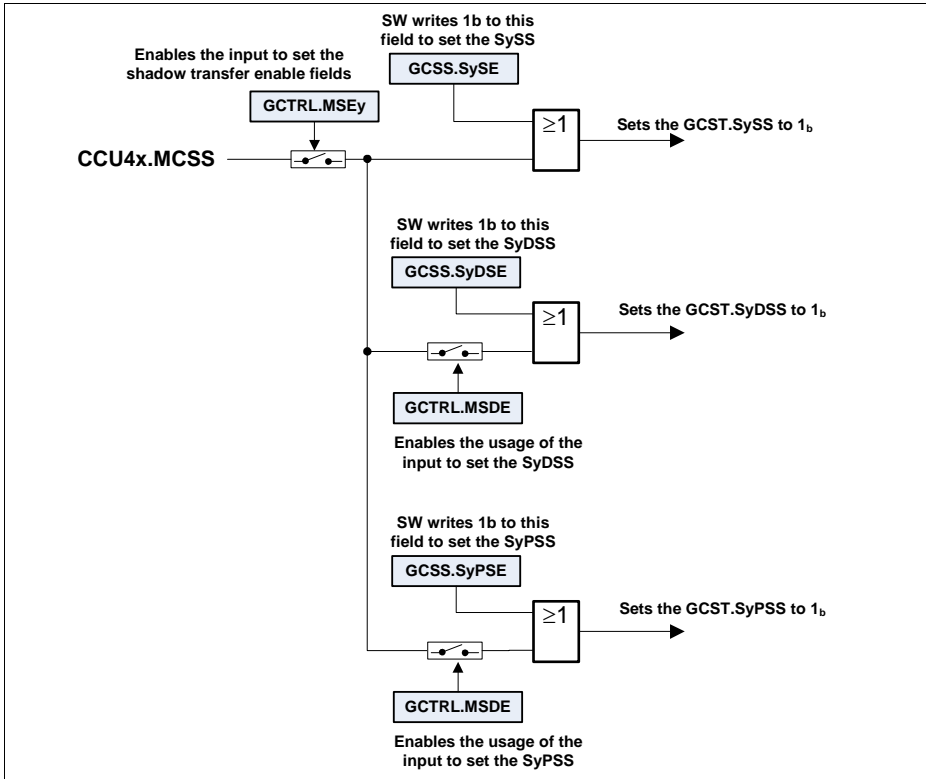 SW writes 1b to this
field to set the SySS
Enables the input to set the
shadow transfer enable fields
GCSS.SySE
GCTRL.MSEy
≥1
Sets the GCST.SySS to 1b
CCU4x.MCSS
SW writes 1b to this
field to set the SyDSS
GCSS.SyDSE
≥1
Sets the GCST.SyDSS to 1b
GCTRL.MSDE
Enables the usage of the
input to set the SyDSS
SW writes 1b to this
field to set the SyPSS
GCSS.SyPSE
≥1
Sets the GCST.SyPSS to 1b
GCTRL.MSDE
Enables the usage of the
input to set the SyPSS